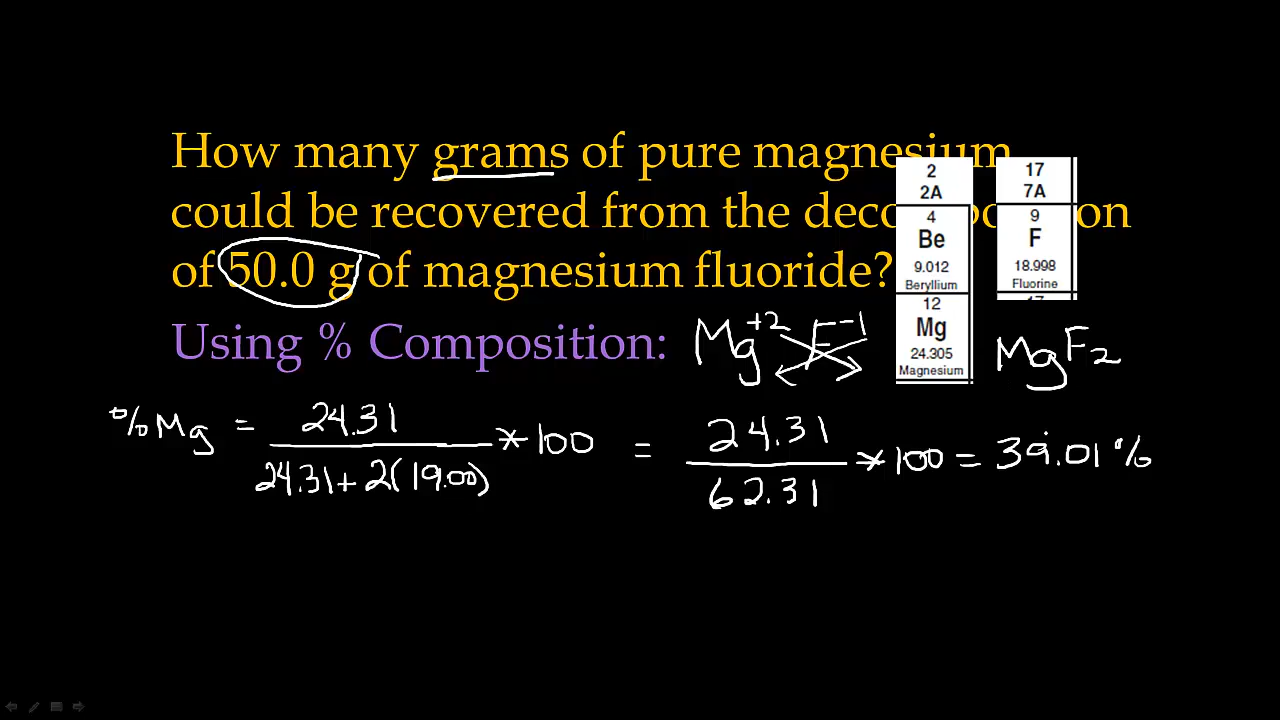 How many grams of pure magnesium
could be recovered from the
of 50.0 g of magnesium fluoride?
Using % Composition:
2
2A
4
Be
9.012
Beryllium
12
Mg
24.305
Magnesium
17
7A
9
F
18.998
Fluorine
Mg+2 F-1
MgF2
%Mg = 24.31 / 24.31+2(19.00) * 100 = 24.31 / 62.31 * 100 = 39.01%